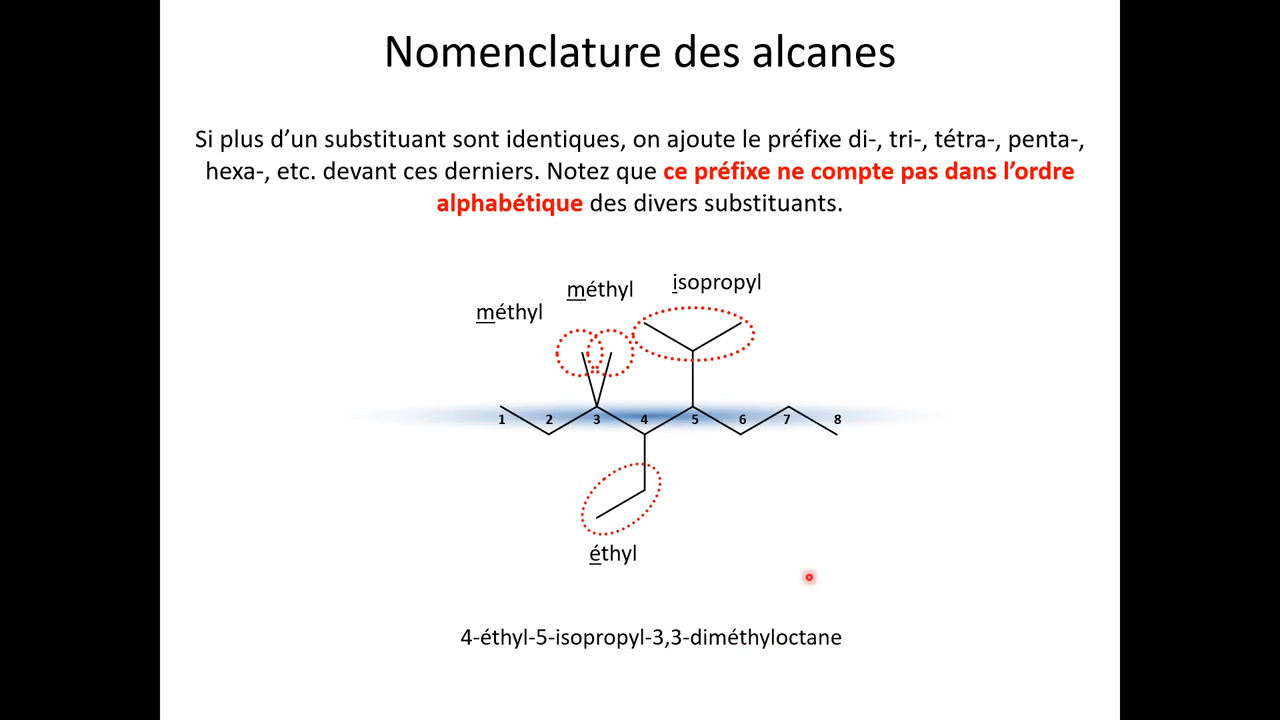 Nomenclature des alcanes
Si plus d’un substituant sont identiques, on ajoute le préfixe di-, tri-, tétra-, penta-,
hexa-, etc. devant ces derniers. Notez que ce préfixe ne compte pas dans l’ordre
alphabétique des divers substituants.
méthyl
méthyl
isopropyl
1 2 3 4 5 6 7 8
éthyl
4-éthyl-5-isopropyl-3,3-diméthyloctane